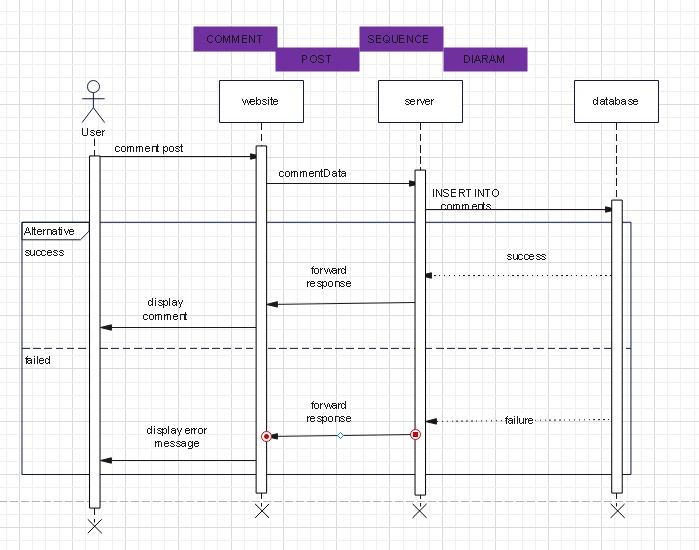 COMMENT
POST
SEQUENCE
DIARAM
User
website
server
database
comment post
commentData
INSERT INTO
comments
Alternative
success
success
forward
response
display
comment
failed
forward
response
failure
display error
message